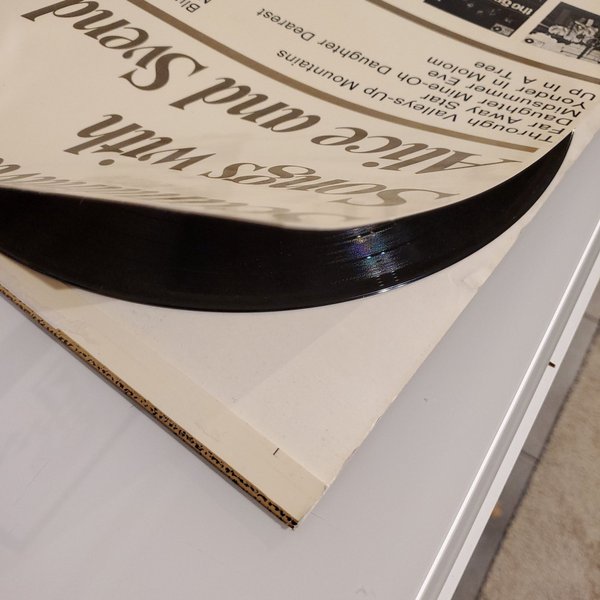 Songs with
Alice and Svend
Through Valleys-Up Mountains
Far Away Star
Daughter Mine-Oh Daughter Dearest
Midsummer Eve
Yonder In Molom
Up In A Tree